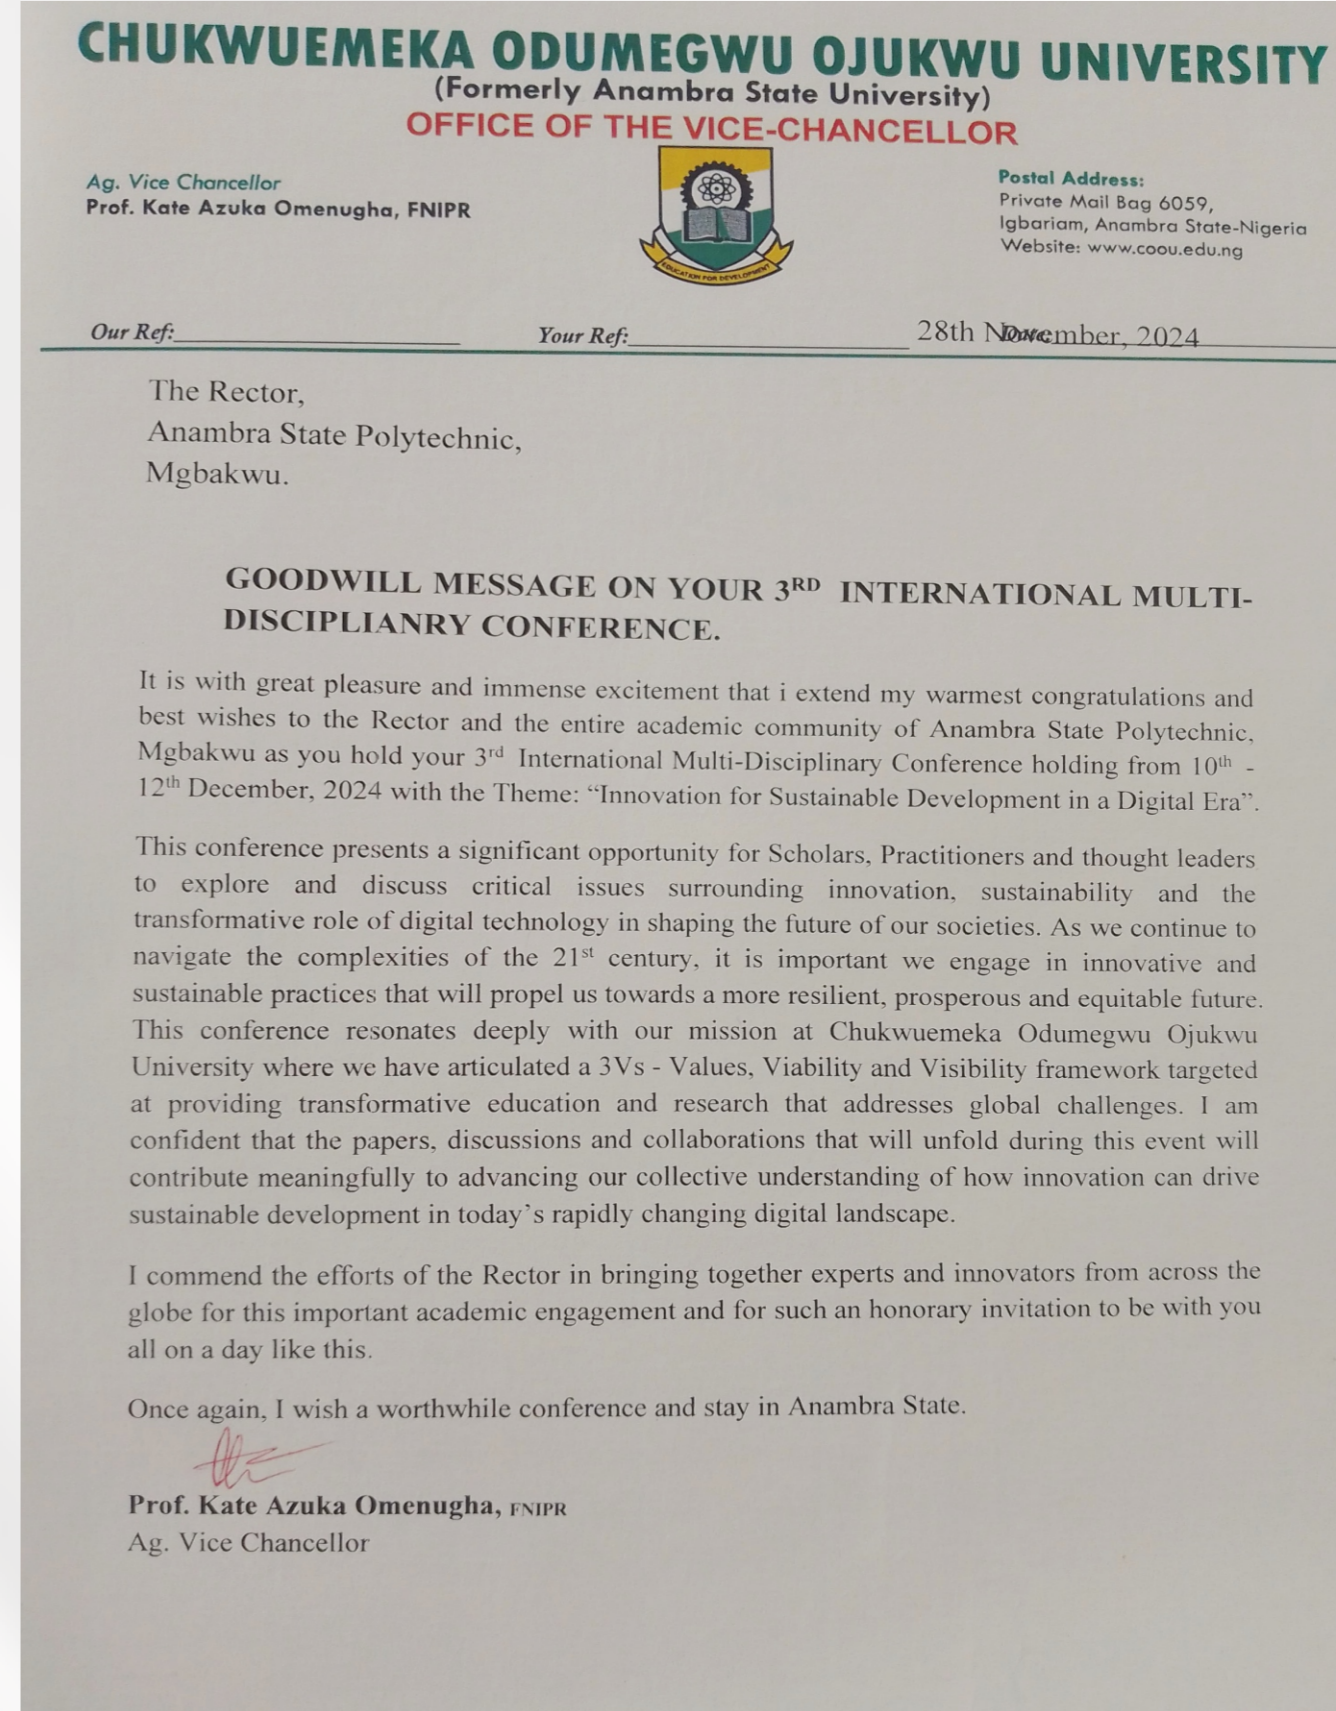 CHUKWUEMEKA ODUMEGWU OJUKWU UNIVERSITY
(Formerly Anambra State University)
OFFICE OF THE VICE-CHANCELLOR
Ag. Vice Chancellor
Prof. Kate Azuka Omenugha, FNIPR
EDUCATION FOR DEVELOPMENT
Postal Address:
Private Mail Bag 6059,
Igbariam, Anambra State-Nigeria
Website: www.coou.edu.ng
Our Ref:
Your Ref:
28th November, 2024
The Rector,
Anambra State Polytechnic,
Mgbakwu.
GOODWILL MESSAGE ON YOUR 3RD INTERNATIONAL MULTI-
DISCIPLIANRY CONFERENCE.
It is with great pleasure and immense excitement that i extend my warmest congratulations and
best wishes to the Rector and the entire academic community of Anambra State Polytechnic,
Mgbakwu as you hold your 3rd International Multi-Disciplinary Conference holding from 10th -
12th December, 2024 with the Theme: “Innovation for Sustainable Development in a Digital Era”.
This conference presents a significant opportunity for Scholars, Practitioners and thought leaders
to explore and discuss critical issues surrounding innovation, sustainability and the
transformative role of digital technology in shaping the future of our societies. As we continue to
navigate the complexities of the 21st century, it is important we engage in innovative and
sustainable practices that will propel us towards a more resilient, prosperous and equitable future.
This conference resonates deeply with our mission at Chukwuemeka Odumegwu Ojukwu
University where we have articulated a 3Vs - Values, Viability and Visibility framework targeted
at providing transformative education and research that addresses global challenges. I am
confident that the papers, discussions and collaborations that will unfold during this event will
contribute meaningfully to advancing our collective understanding of how innovation can drive
sustainable development in today’s rapidly changing digital landscape.
I commend the efforts of the Rector in bringing together experts and innovators from across the
globe for this important academic engagement and for such an honorary invitation to be with you
all on a day like this.
Once again, I wish a worthwhile conference and stay in Anambra State.
Prof. Kate Azuka Omenugha, FNIPR
Ag. Vice Chancellor